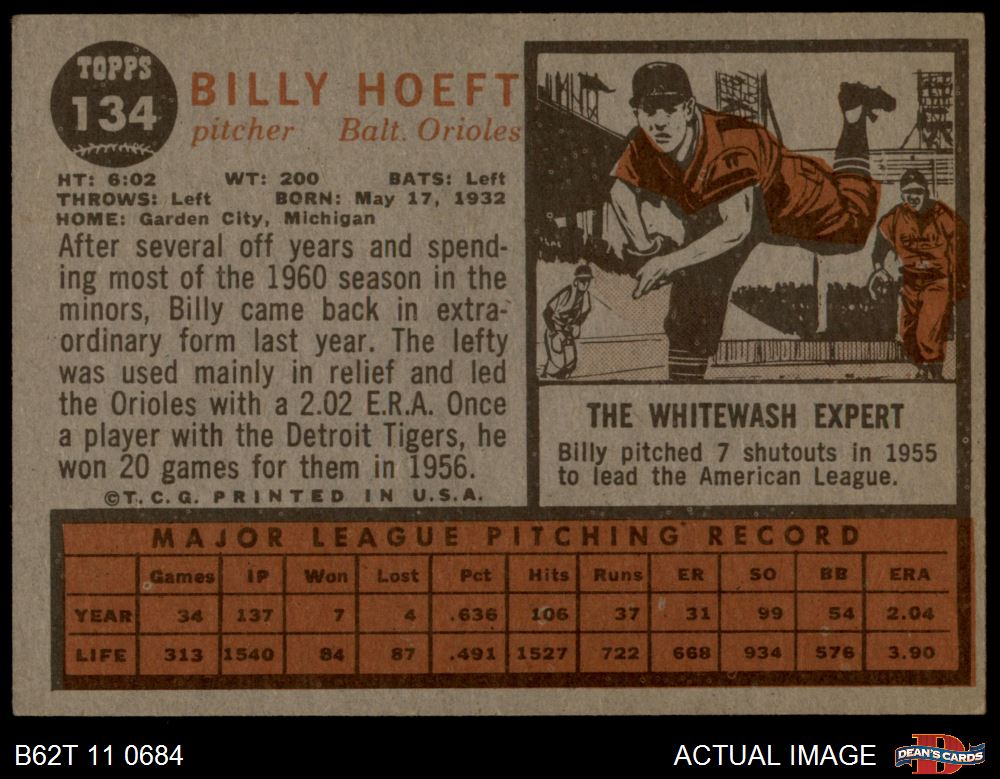 TOPPS
134
BILLY HOEFT
pitcher Balt. Orioles
HT: 6:02 WT: 200 BATS: Left
THROWS: Left BORN: May 17, 1932
HOME: Garden City, Michigan
After several off years and spend-
ing most of the 1960 season in the
minors, Billy came back in extra-
ordinary form last year. The lefty
was used mainly in relief and led
the Orioles with a 2.02 E.R.A. Once
a player with the Detroit Tigers, he
won 20 games for them in 1956.
©T.C.G. PRINTED IN U.S.A.
THE WHITEWASH EXPERT
Billy pitched 7 shutouts in 1955
to lead the American League.
MAJOR LEAGUE PITCHING RECORD
Games IP Won Lost Pct Hits Runs ER SO BB ERA
YEAR 34 137 7 4 .636 106 37 31 99 54 2.04
LIFE 313 1540 84 87 .491 1527 722 668 934 576 3.90
B62T 11 0684 ACTUAL IMAGE DEAN'S CARDS